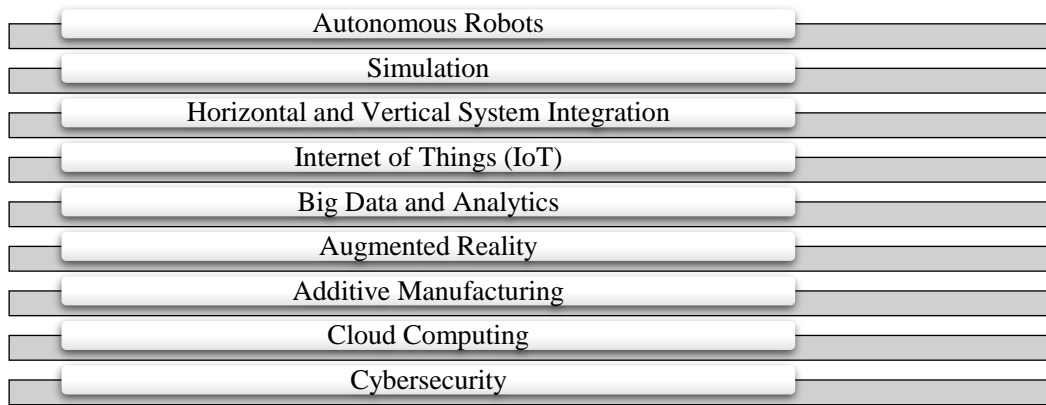 Autonomous Robots
Simulation
Horizontal and Vertical System Integration
Internet of Things (IoT)
Big Data and Analytics
Augmented Reality
Additive Manufacturing
Cloud Computing
Cybersecurity